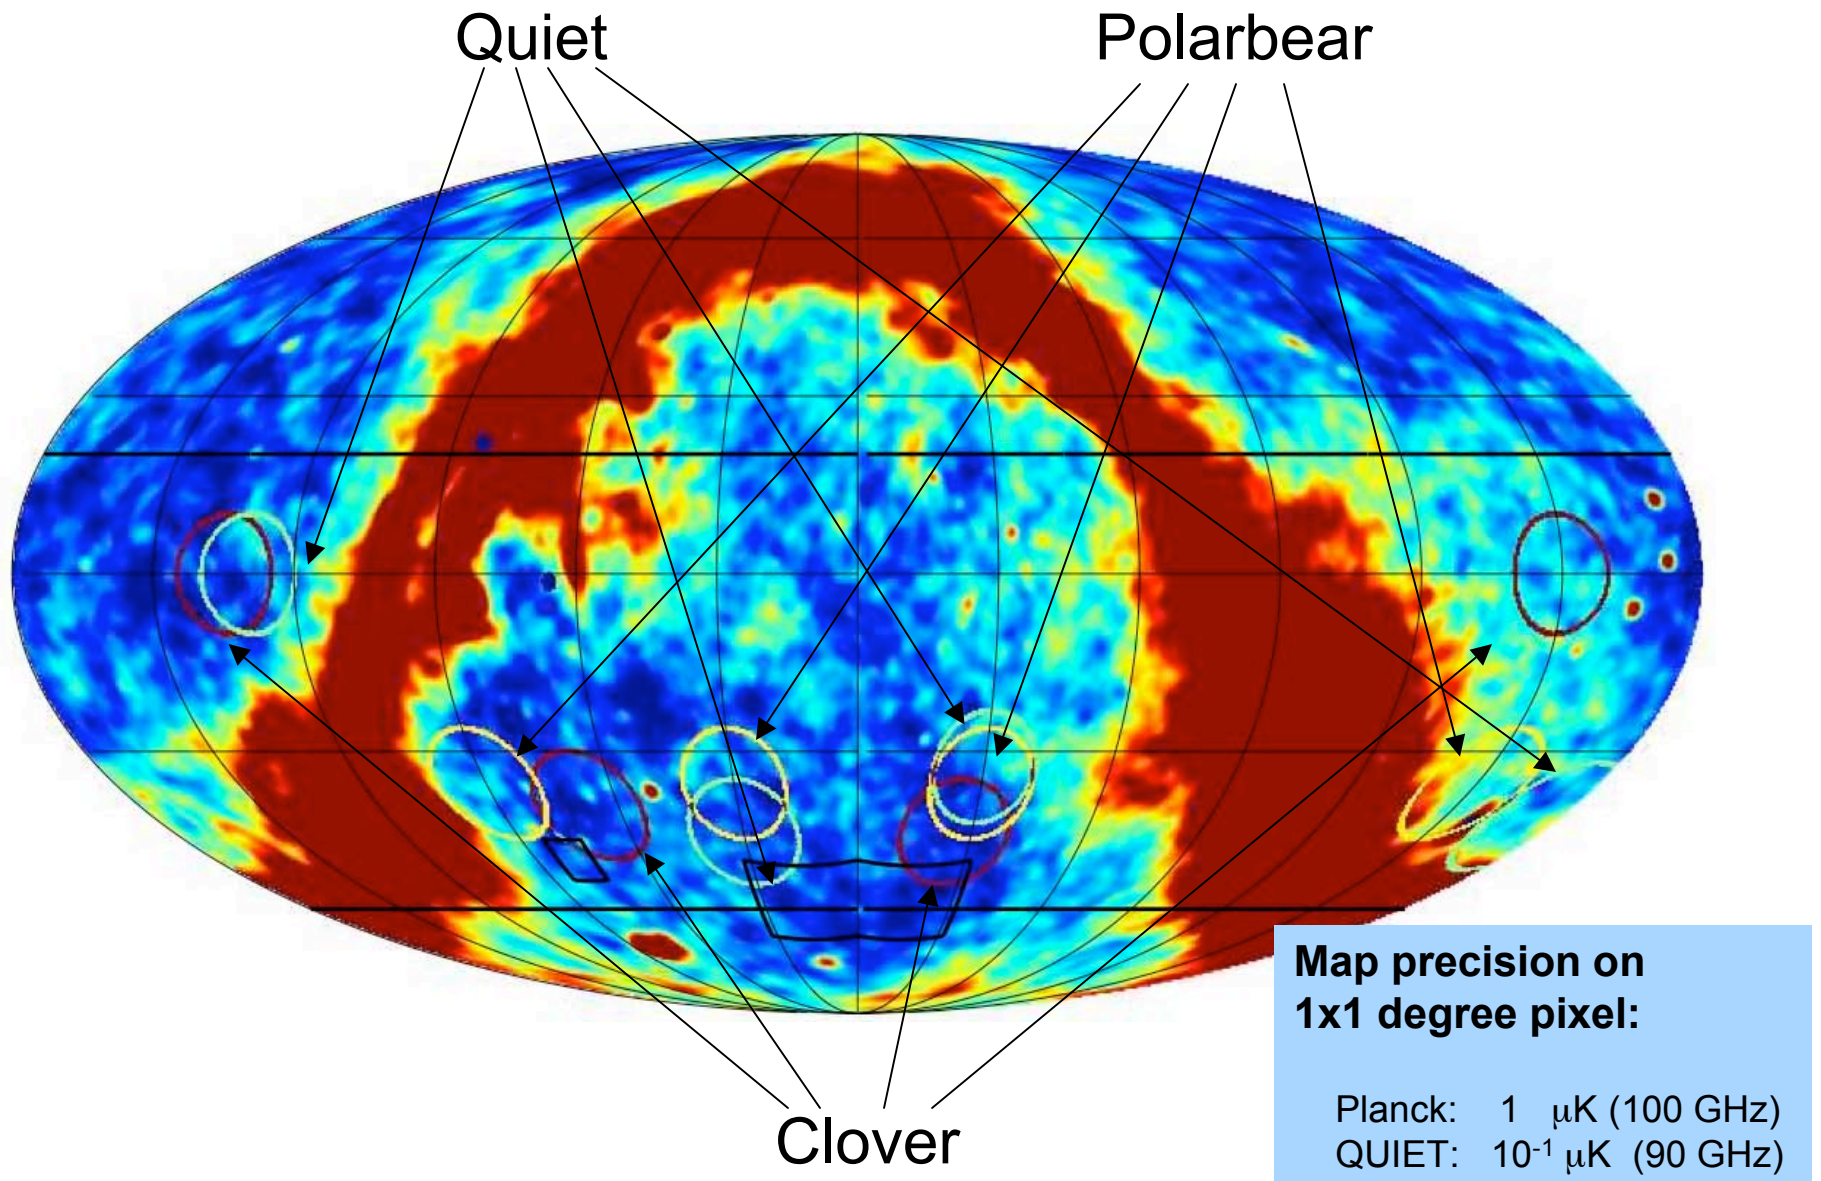 Quiet
Polarbear
Clover
Map precision on
1x1 degree pixel:
Planck: 1 μK (100 GHz)
QUIET: 10⁻¹ μK (90 GHz)